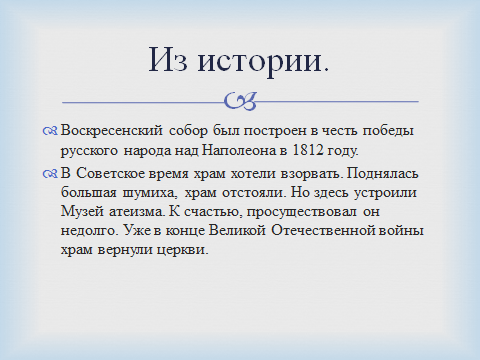 Из истории.
Воскресенский собор был построен в честь победы
русского народа над Наполеона в 1812 году.
В Советское время храм хотели взорвать. Поднялась
большая шумиха, храм отстояли. Но здесь устроили
Музей атеизма. К счастью, просуществовал он
недолго. Уже в конце Великой Отечественной войны
храм вернули церкви.